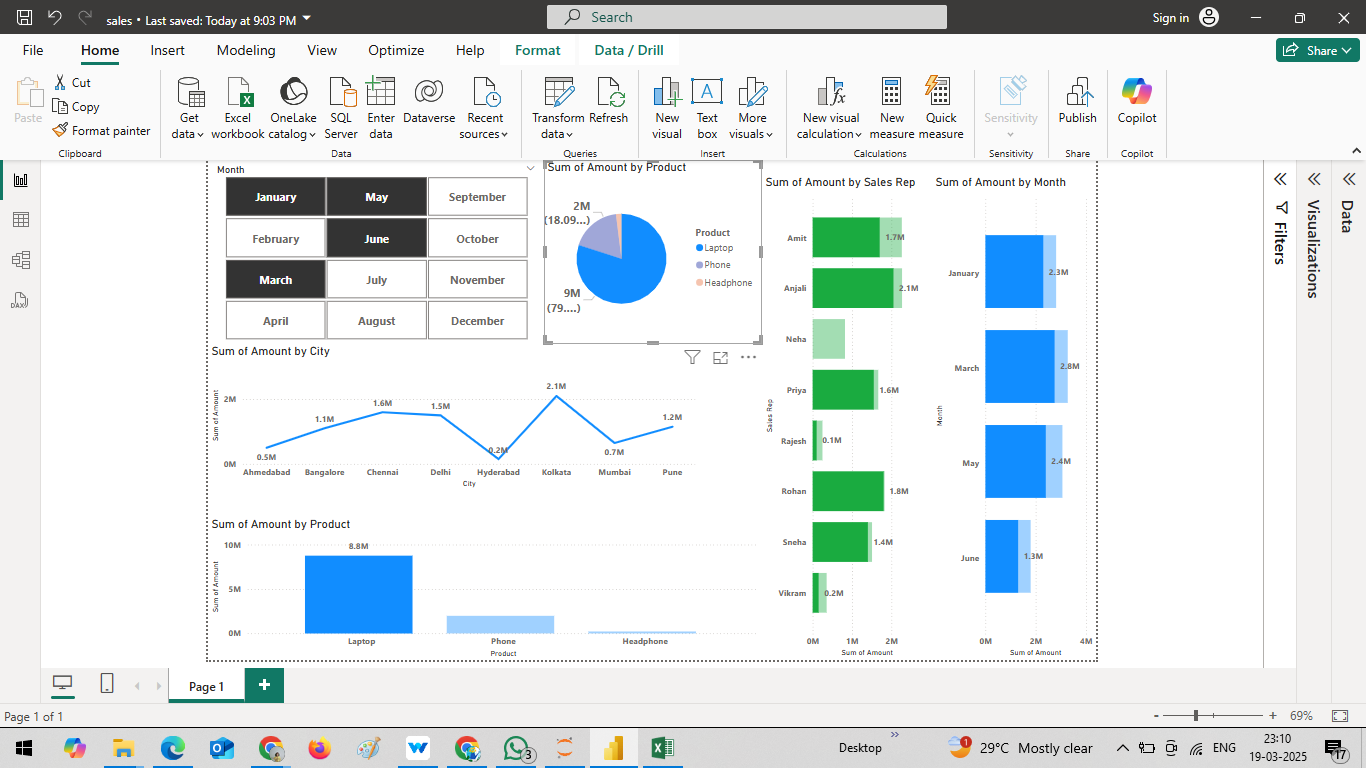 sales • Last saved: Today at 9:03 PM
Search
Sign in
File Home Insert Modeling View Optimize Help Format Data / Drill
Share
Paste
Cut
Copy
Format painter
Clipboard
Get data
Excel workbook
OneLake catalog
SQL Server
Enter data
Dataverse
Recent sources
Data
Transform data
Refresh
Queries
New visual
Text box
More visuals
Insert
New visual calculation
New measure
Quick measure
Calculations
Sensitivity
Sensitivity
Publish
Share
Copilot
Copilot
DAX
Month
January May September
February June October
March July November
April August December
Sum of Amount by Product
2M
(18.09...)
9M
(79....)
Product
Laptop
Phone
Headphone
Sum of Amount by City
Sum of Amount
2M
0M
0.5M
1.1M
1.6M
1.5M
0.2M
2.1M
0.7M
1.2M
Ahmedabad Bangalore Chennai Delhi Hyderabad Kolkata Mumbai Pune
City
Sum of Amount by Product
Sum of Amount
10M
5M
0M
8.8M
Laptop Phone Headphone
Product
Sum of Amount by Sales Rep
Sales Rep
Amit 1.7M
Anjali 2.1M
Neha
Priya 1.6M
Rajesh 0.1M
Rohan 1.8M
Sneha 1.4M
Vikram 0.2M
0M 1M 2M
Sum of Amount
Sum of Amount by Month
Month
January 2.3M
March 2.8M
May 2.4M
June 1.3M
0M 2M 4M
Sum of Amount
Filters
Visualizations
Data
Page 1
Page 1 of 1
- + 69%
W
3
Desktop
1
29°C Mostly clear
ENG
23:10
19-03-2025
17